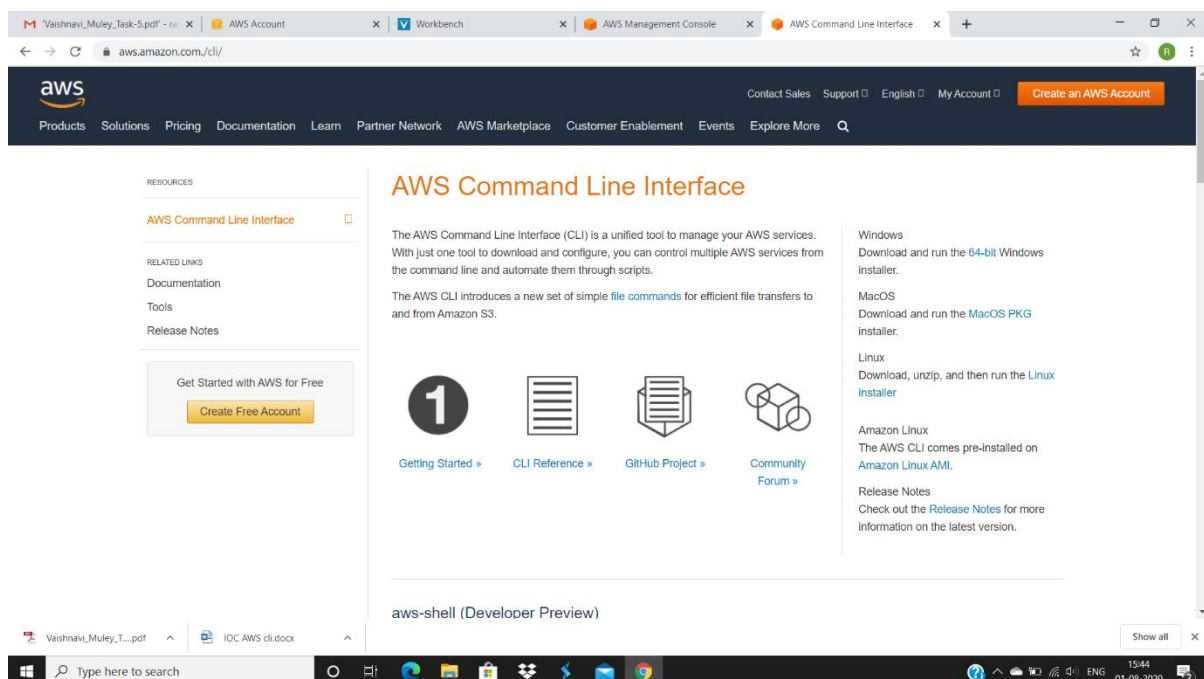 'Vaishnavi_Muley_Task-5.pdf' - ra
AWS Account
Workbench
AWS Management Console
AWS Command Line Interface
aws.amazon.com./cli/
R
aws
Contact Sales Support English My Account Create an AWS Account
Products Solutions Pricing Documentation Learn Partner Network AWS Marketplace Customer Enablement Events Explore More
RESOURCES
AWS Command Line Interface
RELATED LINKS
Documentation
Tools
Release Notes
Get Started with AWS for Free
Create Free Account
AWS Command Line Interface
The AWS Command Line Interface (CLI) is a unified tool to manage your AWS services.
With just one tool to download and configure, you can control multiple AWS services from
the command line and automate them through scripts.
The AWS CLI introduces a new set of simple file commands for efficient file transfers to
and from Amazon S3.
1
Getting Started »
CLI Reference »
GitHub Project »
Community
Forum »
Windows
Download and run the 64-bit Windows
installer.
MacOS
Download and run the MacOS PKG
installer.
Linux
Download, unzip, and then run the Linux
installer
Amazon Linux
The AWS CLI comes pre-installed on
Amazon Linux AMI.
Release Notes
Check out the Release Notes for more
information on the latest version.
aws-shell (Developer Preview)
Vaishnavi_Muley_T....pdf
IOC AWS cli.docx
Show all
Type here to search
ENG
15:44
01-08-2020